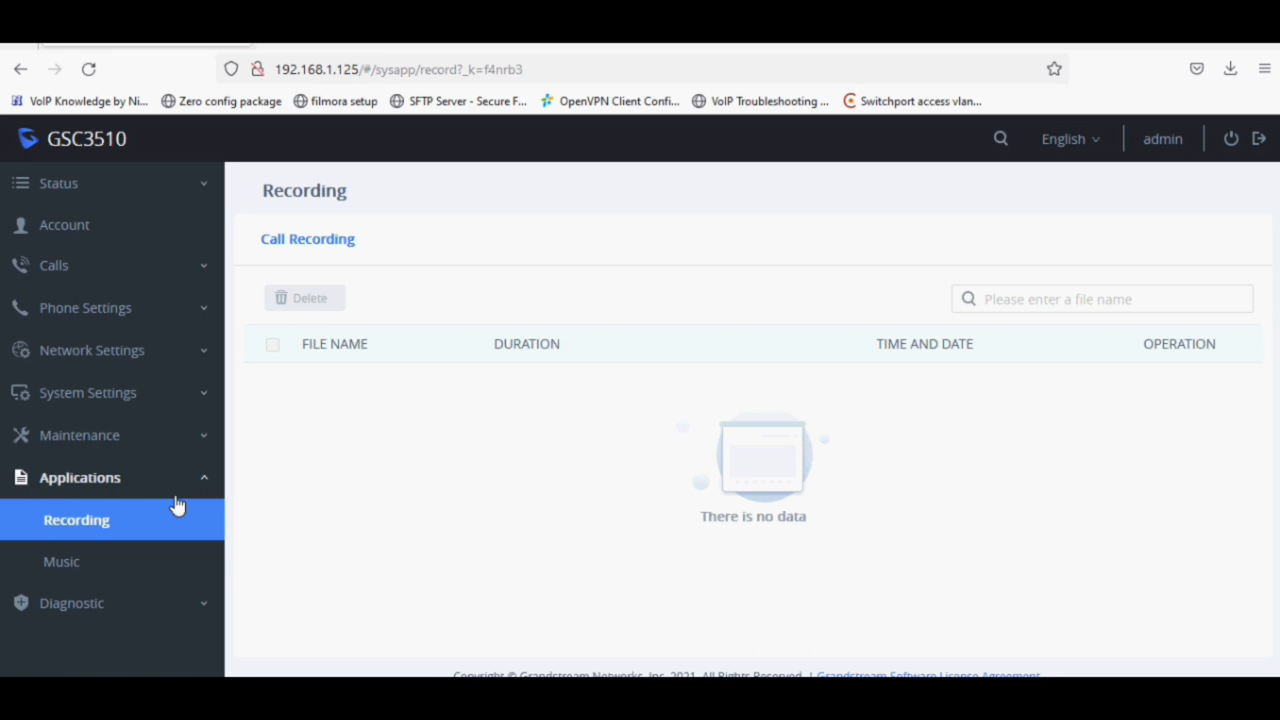 192.168.1.125/#/sysapp/record?_k=f4nrb3
VoIP Knowledge by Ni... Zero config package filmora setup SFTP Server - Secure F... OpenVPN Client Confi... VoIP Troubleshooting ... Switchport access vlan...
GSC3510 English admin
Status
Account
Calls
Phone Settings
Network Settings
System Settings
Maintenance
Applications
Recording
Music
Diagnostic
Recording
Call Recording
Delete Please enter a file name
FILE NAME DURATION TIME AND DATE OPERATION
There is no data
Copyright © Grandstream Networks, Inc. 2021. All Rights Reserved. | Grandstream Software License Agreement